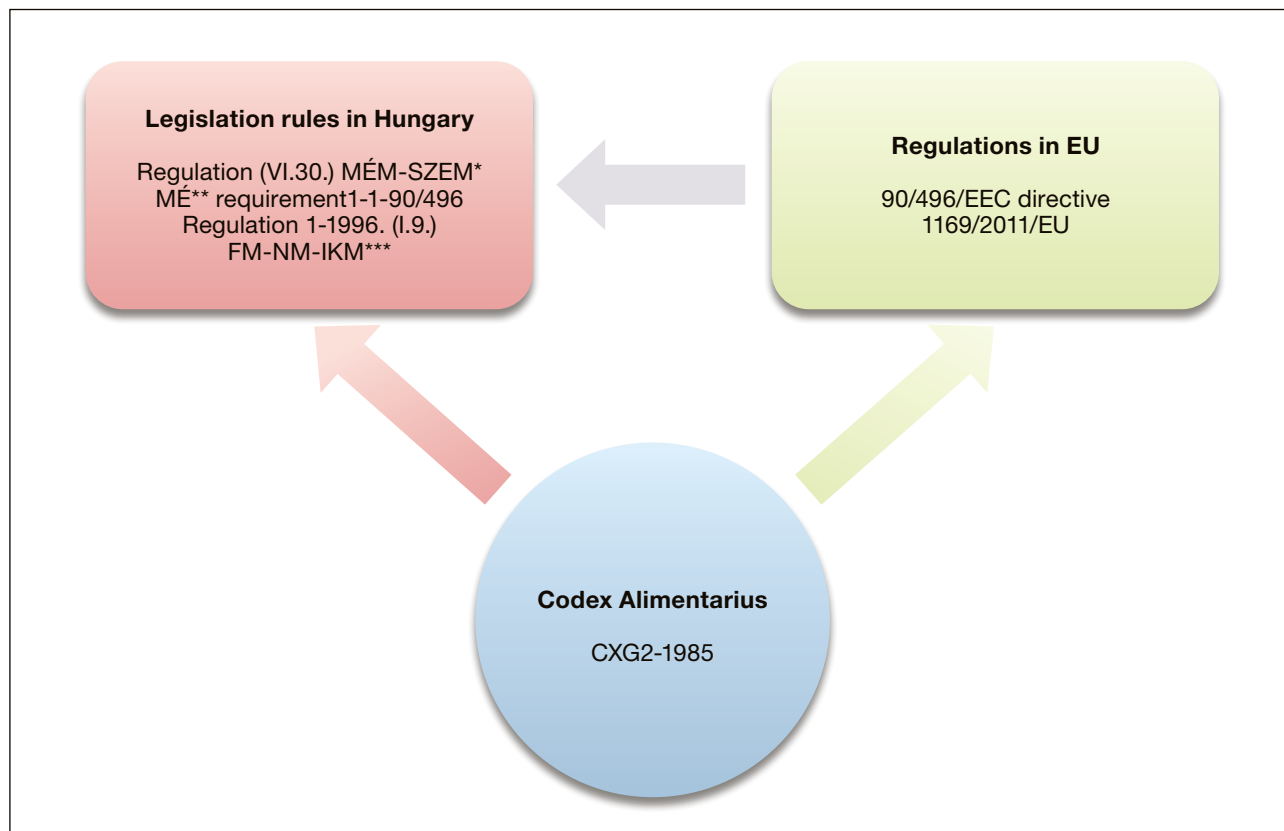 Legislation rules in Hungary
Regulation (VI.30.) MÉM-SZEM*
MÉ** requirement1-1-90/496
Regulation 1-1996. (I.9.)
FM-NM-IKM***
Regulations in EU
90/496/EEC directive
1169/2011/EU
Codex Alimentarius
CXG2-1985